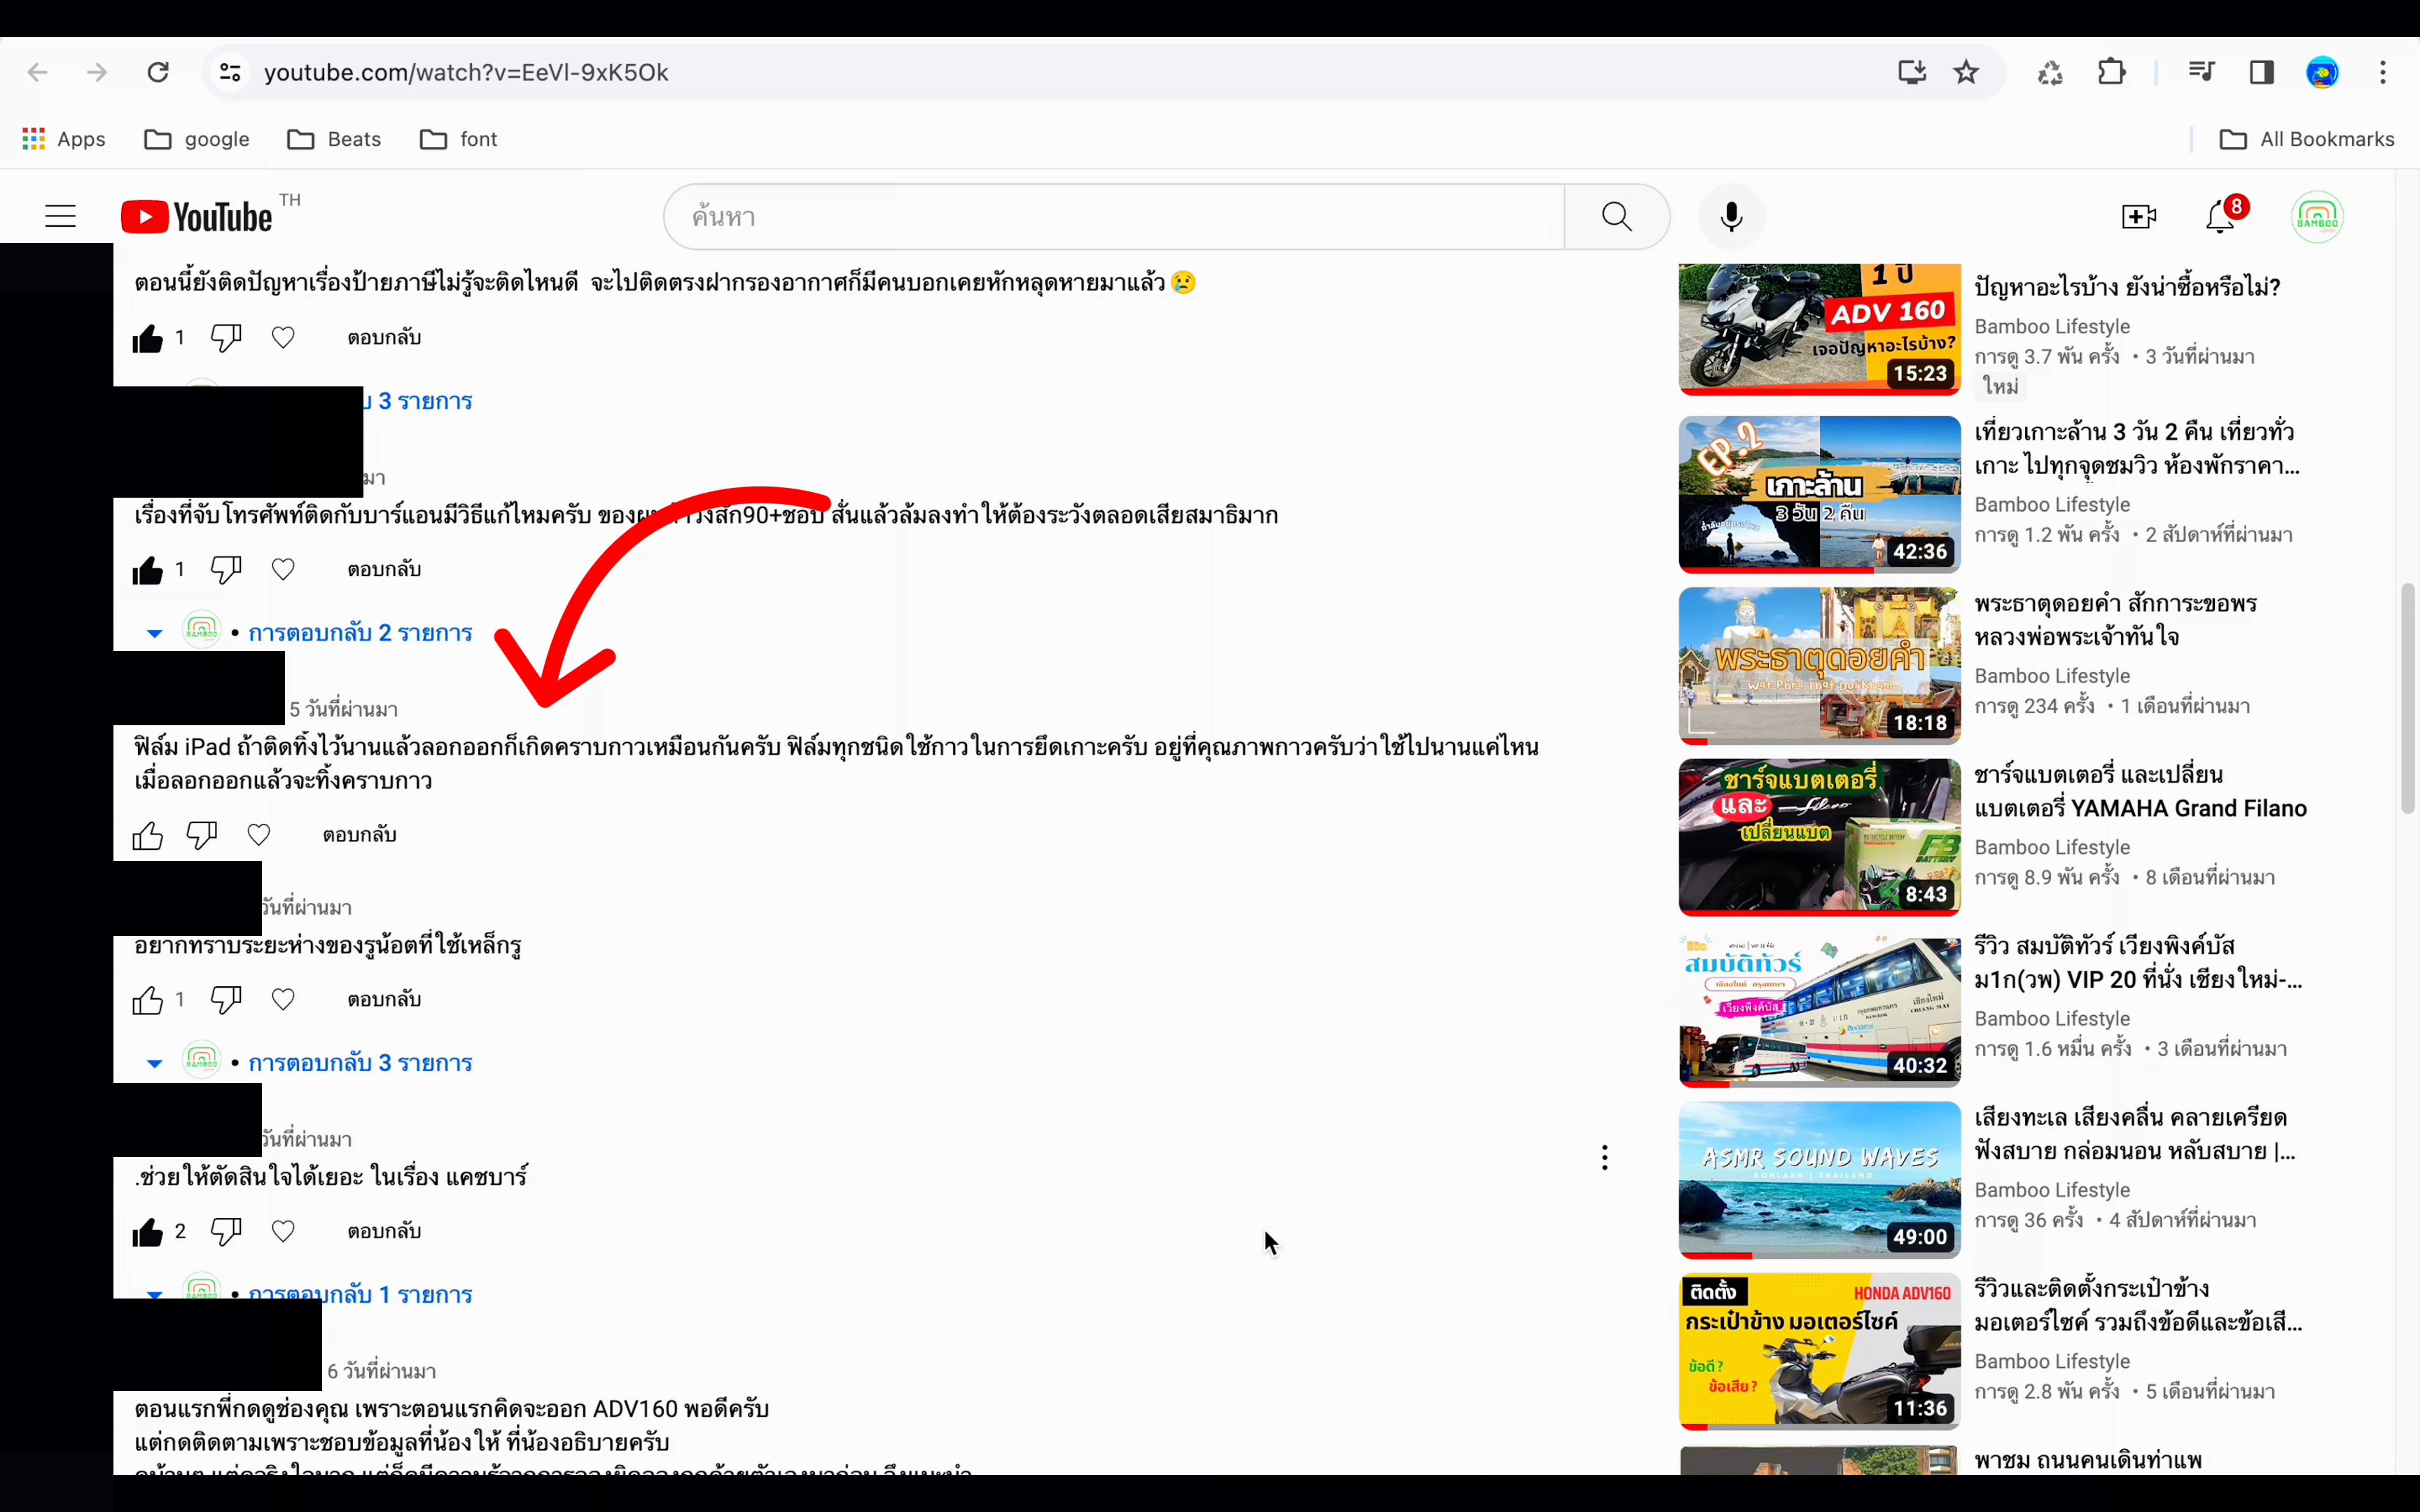 youtube.com/watch?v=EeVl-9xK5Ok
Apps
google
Beats
font
All Bookmarks
YouTube
TH
ค้นหา
8
BAMBOO
ตอนนี้ยังติดปัญหาเรื่องป้ายภาษีไม่รู้จะติดไหนดี จะไปติดตรงฝากรองอากาศก็มีคนบอกเคยหักหลุดหายมาแล้ว😢
1
ตอบกลับ
3 รายการ
เรื่องที่จับโทรศัพท์ติดกับบาร์แอนมีวิธีแก้ไหมครับ ของ สัก90+ชอบ สั่นแล้วล้มลงทำให้ต้องระวังตลอดเสียสมาธิมาก
1
ตอบกลับ
BAMBOO
• การตอบกลับ 2 รายการ
5 วันที่ผ่านมา
ฟิล์ม iPad ถ้าติดทิ้งไว้นานแล้วลอกออกก็เกิดคราบกาวเหมือนกันครับ ฟิล์มทุกชนิดใช้กาวในการยึดเกาะครับ อยู่ที่คุณภาพกาวครับว่าใช้ไปนานแค่ไหน
เมื่อลอกออกแล้วจะทิ้งคราบกาว
ตอบกลับ
วันที่ผ่านมา
อยากทราบระยะห่างของรูน้อตที่ใช้เหล็กรู
1
ตอบกลับ
BAMBOO
• การตอบกลับ 3 รายการ
วันที่ผ่านมา
.ช่วยให้ตัดสินใจได้เยอะ ในเรื่อง แคชบาร์
2
ตอบกลับ
• การตอบกลับ 1 รายการ
6 วันที่ผ่านมา
ตอนแรกพี่กดดูช่องคุณ เพราะตอนแรกคิดจะออก ADV160 พอดีครับ
แต่กดติดตามเพราะชอบข้อมูลที่น้องให้ ที่น้องอธิบายครับ
1 ปี
ADV 160
เจอปัญหาอะไรบ้าง?
15:23
ปัญหาอะไรบ้าง ยังน่าซื้อหรือไม่?
Bamboo Lifestyle
การดู 3.7 พัน ครั้ง • 3 วันที่ผ่านมา
ใหม่
EP.2
เกาะล้าน
3 วัน 2 คืน
42:36
เที่ยวเกาะล้าน 3 วัน 2 คืน เที่ยวทั่ว
เกาะ ไปทุกจุดชมวิว ห้องพักราคา...
Bamboo Lifestyle
การดู 1.2 พัน ครั้ง • 2 สัปดาห์ที่ผ่านมา
พระธาตุดอยคำ
Wat Phra That Doi Kham
18:18
พระธาตุดอยคำ สักการะขอพร
หลวงพ่อพระเจ้าทันใจ
Bamboo Lifestyle
การดู 234 ครั้ง • 1 เดือนที่ผ่านมา
ชาร์จแบตเตอรี่
และ
Filano
เปลี่ยนแบต
FB
BATTERY
8:43
ชาร์จแบตเตอรี่ และเปลี่ยน
แบตเตอรี่ YAMAHA Grand Filano
Bamboo Lifestyle
การดู 8.9 พัน ครั้ง • 8 เดือนที่ผ่านมา
สมบัติทัวร์
เวียงพิงค์บัส
เชียงใหม่
CHIANG MAI
40:32
รีวิว สมบัติทัวร์ เวียงพิงค์บัส
ม1ก(วพ) VIP 20 ที่นั่ง เชียงใหม่-...
Bamboo Lifestyle
การดู 1.6 หมื่น ครั้ง • 3 เดือนที่ผ่านมา
ASMR SOUND WAVES
KOHLARN | THAILAND
49:00
เสียงทะเล เสียงคลื่น คลายเครียด
ฟังสบาย กล่อมนอน หลับสบาย |...
Bamboo Lifestyle
การดู 36 ครั้ง • 4 สัปดาห์ที่ผ่านมา
ติดตั้ง
HONDA ADV160
กระเป๋าข้าง มอเตอร์ไซค์
ข้อดี?
ข้อเสีย?
11:36
รีวิวและติดตั้งกระเป๋าข้าง
มอเตอร์ไซค์ รวมถึงข้อดีและข้อเสี...
Bamboo Lifestyle
การดู 2.8 พัน ครั้ง • 5 เดือนที่ผ่านมา
พาชม ถนนคนเดินท่าแพ